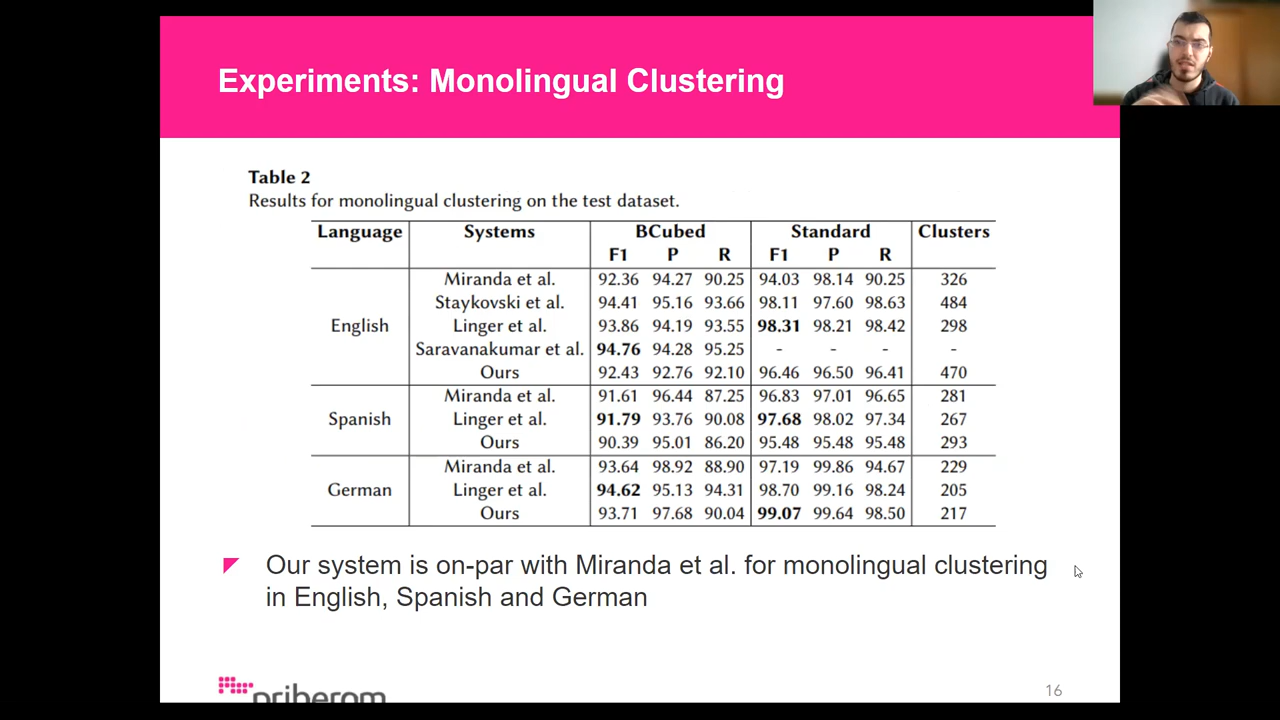 Experiments: Monolingual Clustering
Table 2
Results for monolingual clustering on the test dataset.
Language Systems BCubed Standard Clusters
F1 P R F1 P R
Miranda et al. 92.36 94.27 90.25 94.03 98.14 90.25 326
Staykovski et al. 94.41 95.16 93.66 98.11 97.60 98.63 484
English Linger et al. 93.86 94.19 93.55 98.31 98.21 98.42 298
Saravanakumar et al. 94.76 94.28 95.25 - - - -
Ours 92.43 92.76 92.10 96.46 96.50 96.41 470
Miranda et al. 91.61 96.44 87.25 96.83 97.01 96.65 281
Spanish Linger et al. 91.79 93.76 90.08 97.68 98.02 97.34 267
Ours 90.39 95.01 86.20 95.48 95.48 95.48 293
Miranda et al. 93.64 98.92 88.90 97.19 99.86 94.67 229
German Linger et al. 94.62 95.13 94.31 98.70 99.16 98.24 205
Ours 93.71 97.68 90.04 99.07 99.64 98.50 217
Our system is on-par with Miranda et al. for monolingual clustering
in English, Spanish and German
priberam
16